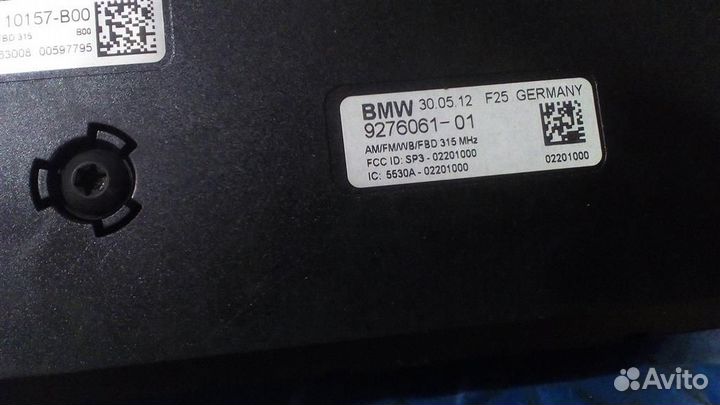 10157-B00
FBD 315 B00
63008 00597795
BMW 30.05.12 F25 GERMANY
9276061-01
AM/FM/WB/FBD 315 MHz
FCC ID: SP3-02201000
IC: 5530A-02201000 02201000
Avito